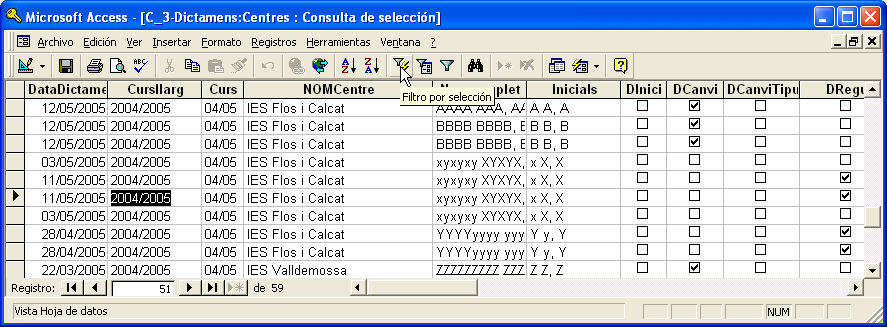 Microsoft Access - [C_3-Dictamens:Centres : Consulta de selección]
Archivo Edición Ver Insertar Formato Registros Herramientas Ventana ?
Filtro por selección
DataDictame CursLlarg Curs NOMCentre Inicials DInici DCanvi DCanviTipu DRegu
12/05/2005 2004/2005 04/05 IES Flos i Calcat AAAA AAA, AA A A, A
12/05/2005 2004/2005 04/05 IES Flos i Calcat BBBB BBBB, B B B, B
12/05/2005 2004/2005 04/05 IES Flos i Calcat BBBB BBBB, B B B, B
03/05/2005 2004/2005 04/05 IES Flos i Calcat xyxyxy XYXYX, x X, X
11/05/2005 2004/2005 04/05 IES Flos i Calcat xyxyxy XYXYX, x X, X
11/05/2005 2004/2005 04/05 IES Flos i Calcat xyxyxy XYXYX, x X, X
03/05/2005 2004/2005 04/05 IES Flos i Calcat xyxyxy XYXYX, x X, X
28/04/2005 2004/2005 04/05 IES Flos i Calcat YYYYyyyy yyy Y y, Y
28/04/2005 2004/2005 04/05 IES Flos i Calcat YYYYyyyy yyy Y y, Y
22/03/2005 2004/2005 04/05 IES Valldemossa ZZZZZZZZZ ZZZ Z Z, Z
Registro: 51 de 59
Vista Hoja de datos NUM